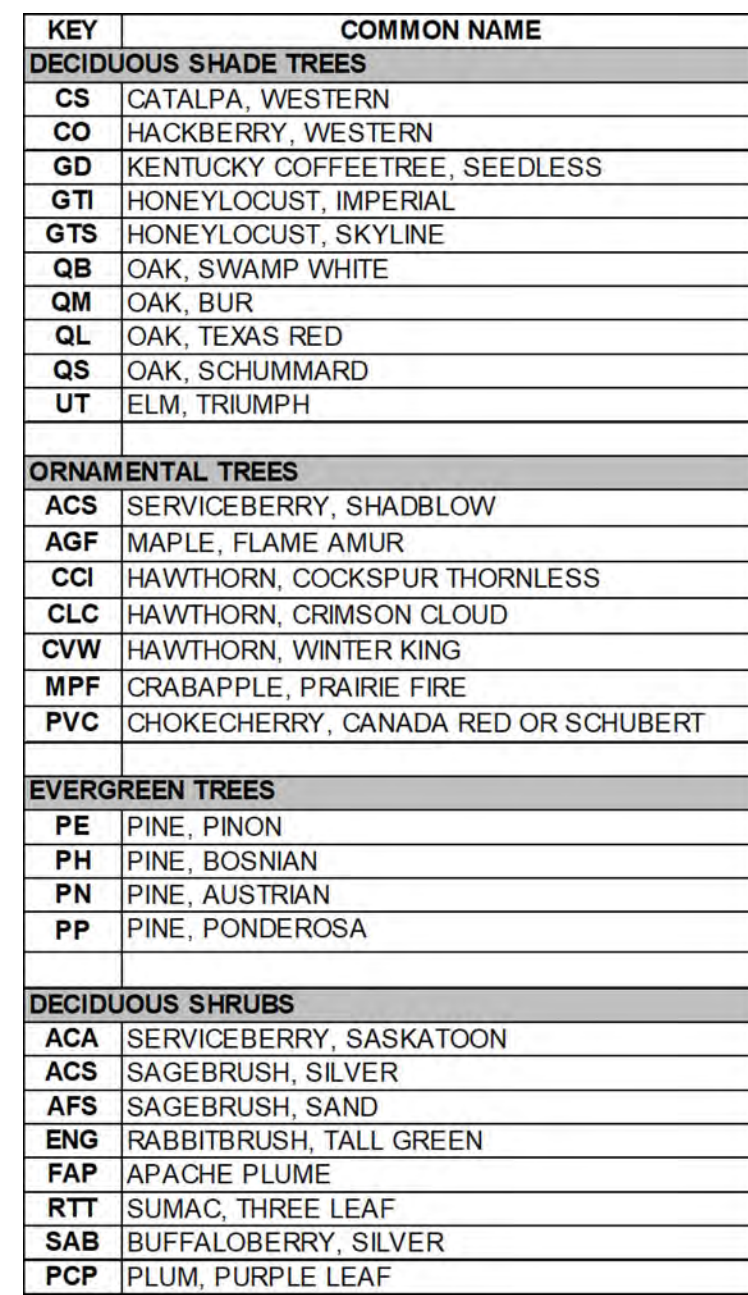 KEY COMMON NAME
DECIDUOUS SHADE TREES
CS CATALPA, WESTERN
CO HACKBERRY, WESTERN
GD KENTUCKY COFFEETREE, SEEDLESS
GTI HONEYLOCUST, IMPERIAL
GTS HONEYLOCUST, SKYLINE
QB OAK, SWAMP WHITE
QM OAK, BUR
QL OAK, TEXAS RED
QS OAK, SCHUMMARD
UT ELM, TRIUMPH
ORNAMENTAL TREES
ACS SERVICEBERRY, SHADBLOW
AGF MAPLE, FLAME AMUR
CCI HAWTHORN, COCKSPUR THORNLESS
CLC HAWTHORN, CRIMSON CLOUD
CVW HAWTHORN, WINTER KING
MPF CRABAPPLE, PRAIRIE FIRE
PVC CHOKECHERRY, CANADA RED OR SCHUBERT
EVERGREEN TREES
PE PINE, PINON
PH PINE, BOSNIAN
PN PINE, AUSTRIAN
PP PINE, PONDEROSA
DECIDUOUS SHRUBS
ACA SERVICEBERRY, SASKATOON
ACS SAGEBRUSH, SILVER
AFS SAGEBRUSH, SAND
ENG RABBITBRUSH, TALL GREEN
FAP APACHE PLUME
RTT SUMAC, THREE LEAF
SAB BUFFALOBERRY, SILVER
PCP PLUM, PURPLE LEAF